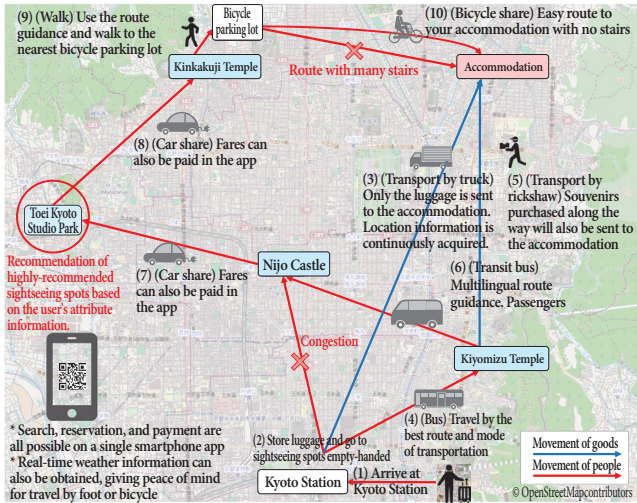 (9) (Walk) Use the route
guidance and walk to the
nearest bicycle parking lot
Bicycle
parking lot
(10) (Bicycle share) Easy route to
your accommodation with no stairs
Kinkakuji Temple
Route with many stairs
Accommodation
(8) (Car share) Fares can
also be paid in the app
(3) (Transport by truck)
Only the luggage is sent
to the accommodation.
Location information is
continuously acquired.
(5) (Transport by
rickshaw) Souvenirs
purchased along the
way will also be sent to
the accommodation
Toei Kyoto
Studio Park
Recommendation of
highly-recommended
sightseeing spots based
on the user's attribute
information.
Nijo Castle
(7) (Car share) Fares
can also be paid in
the app
(6) (Transit bus)
Multilingual route
guidance. Passengers
Congestion
Kiyomizu Temple
* Search, reservation, and payment are
all possible on a single smartphone app
* Real-time weather information can
also be obtained, giving peace of mind
for travel by foot or bicycle
(2) Store luggage and go to
sightseeing spots empty-handed
(4) (Bus) Travel by the
best route and mode
of transportation
(1) Arrive at
Kyoto Station
Kyoto Station
Movement of goods
Movement of people
© OpenStreetMapcontributor